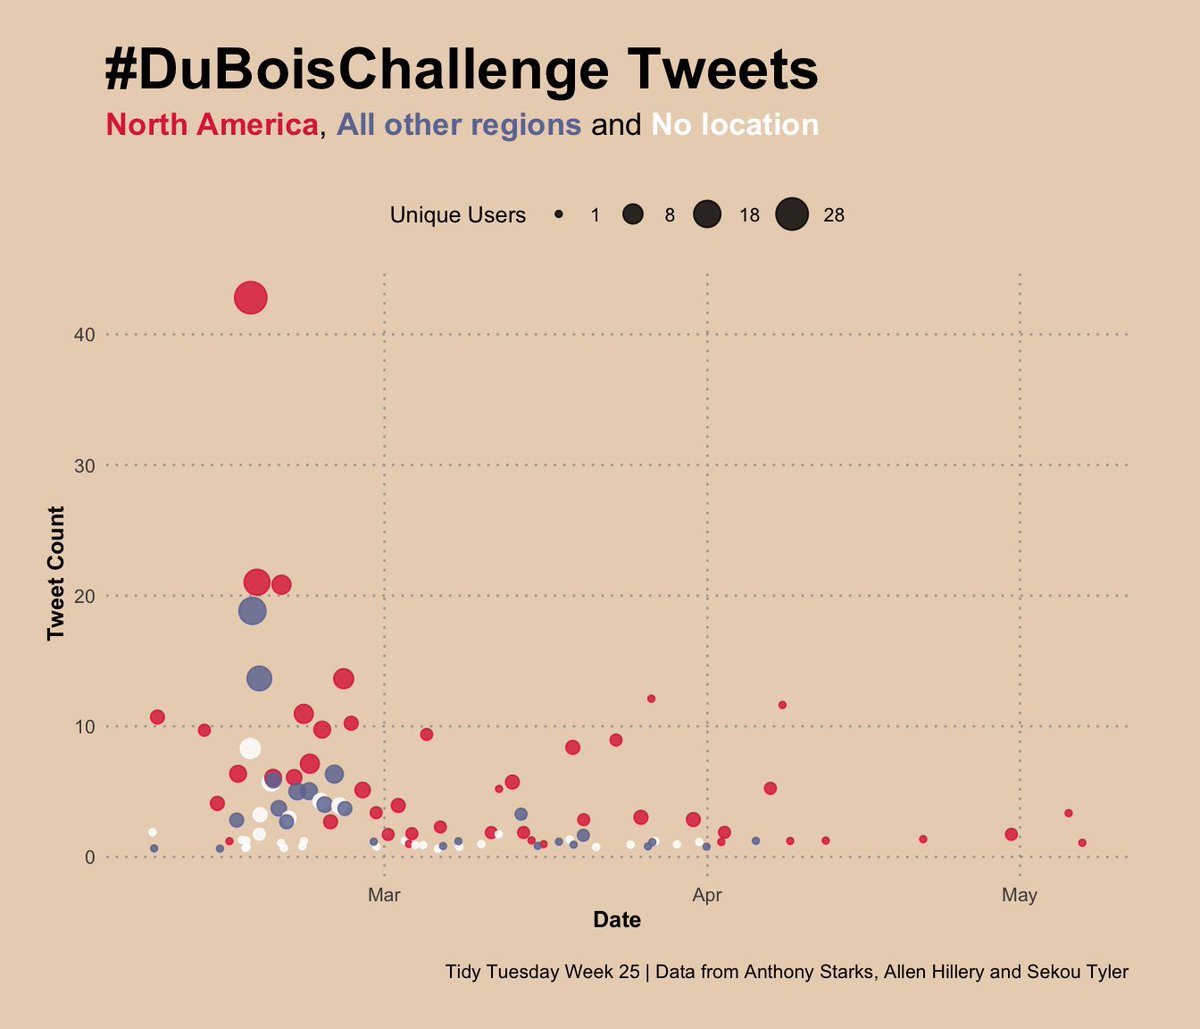 #DuBoisChallenge Tweets
North America, All other regions and No location
Unique Users 1 8 18 28
40
30
20
10
0
Tweet Count
Mar Apr May
Date
Tidy Tuesday Week 25 | Data from Anthony Starks, Allen Hillery and Sekou Tyler